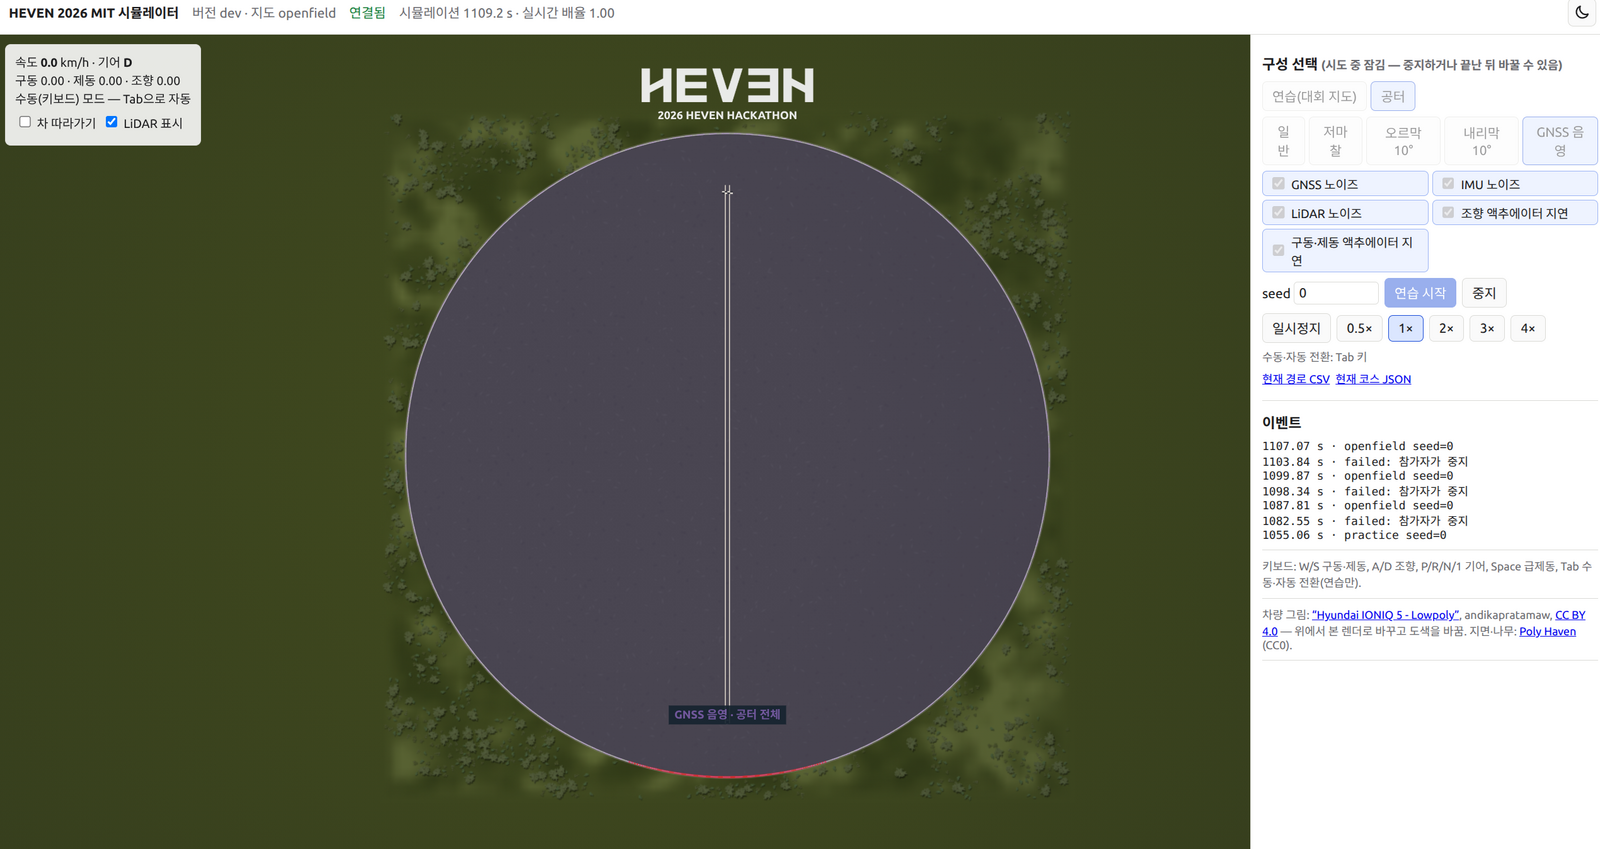 HEVEN 2026 MIT 시뮬레이터 버전 dev · 지도 openfield 연결됨 시뮬레이션 1109.2 s · 실시간 배율 1.00
속도 0.0 km/h · 기어 D
구동 0.00 · 제동 0.00 · 조향 0.00
수동(키보드) 모드 — Tab으로 자동
차 따라가기 LiDAR 표시
HEVEN
2026 HEVEN HACKATHON
GNSS 음영 · 공터 전체
구성 선택 (시도 중 잠김 — 중지하거나 끝난 뒤 바꿀 수 있음)
연습(대회 지도) 공터
일반 저마찰 오르막 10° 내리막 10° GNSS 음영
GNSS 노이즈 IMU 노이즈
LiDAR 노이즈 조향 액추에이터 지연
구동·제동 액추에이터 지연
seed 0 연습 시작 중지
일시정지 0.5× 1× 2× 3× 4×
수동·자동 전환: Tab 키
현재 경로 CSV 현재 코스 JSON
이벤트
1107.07 s · openfield seed=0
1103.84 s · failed: 참가자가 중지
1099.87 s · openfield seed=0
1098.34 s · failed: 참가자가 중지
1087.81 s · openfield seed=0
1082.55 s · failed: 참가자가 중지
1055.06 s · practice seed=0
키보드: W/S 구동·제동, A/D 조향, P/R/N/1 기어, Space 급제동, Tab 수
동·자동 전환(연습만).
차량 그림: “Hyundai IONIQ 5 - Lowpoly”, andikapratamaw, CC BY
4.0 — 위에서 본 렌더로 바꾸고 도색을 바꿈. 지면·나무: Poly Haven
(CC0).